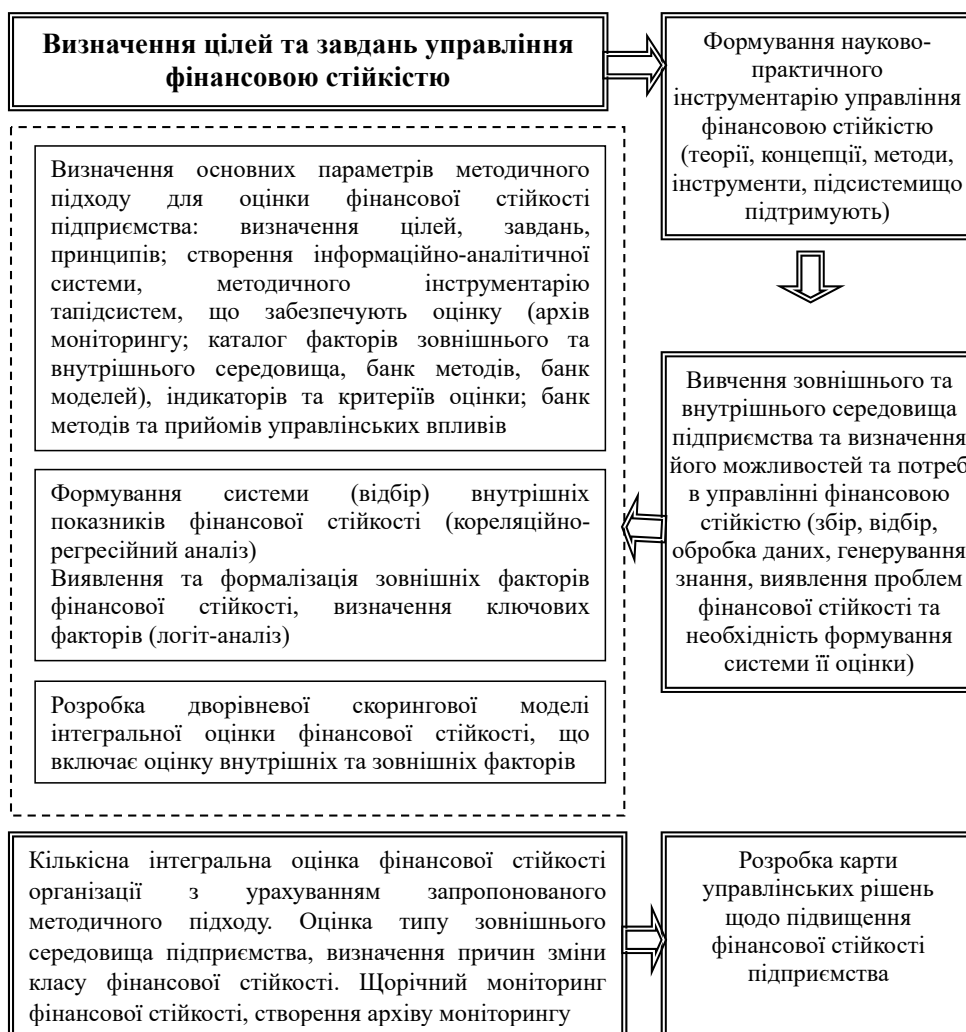 Визначення цілей та завдань управління
фінансовою стійкістю
Формування науково-
практичного
інструментарію управління
фінансовою стійкістю
(теорії, концепції, методи,
інструменти, підсистемищо
підтримують)
Визначення основних параметрів методичного
підходу для оцінки фінансової стійкості
підприємства: визначення цілей, завдань,
принципів; створення інформаційно-аналітичної
системи, методичного інструментарію
тапідсистем, що забезпечують оцінку (архів
моніторингу; каталог факторів зовнішнього та
внутрішнього середовища, банк методів, банк
моделей), індикаторів та критеріїв оцінки; банк
методів та прийомів управлінських впливів
Вивчення зовнішнього та
внутрішнього середовища
підприємства та визначення
його можливостей та потреб
в управлінні фінансовою
стійкістю (збір, відбір,
обробка даних, генерування
знання, виявлення проблем
фінансової стійкості та
необхідність формування
системи її оцінки)
Формування системи (відбір) внутрішніх
показників фінансової стійкості (кореляційно-
регресійний аналіз)
Виявлення та формалізація зовнішніх факторів
фінансової стійкості, визначення ключових
факторів (логіт-аналіз)
Розробка дворівневої скорингової моделі
інтегральної оцінки фінансової стійкості, що
включає оцінку внутрішніх та зовнішніх факторів
Кількісна інтегральна оцінка фінансової стійкості
організації з урахуванням запропонованого
методичного підходу. Оцінка типу зовнішнього
середовища підприємства, визначення причин зміни
класу фінансової стійкості. Щорічний моніторинг
фінансової стійкості, створення архіву моніторингу
Розробка карти
управлінських рішень
щодо підвищення
фінансової стійкості
підприємства